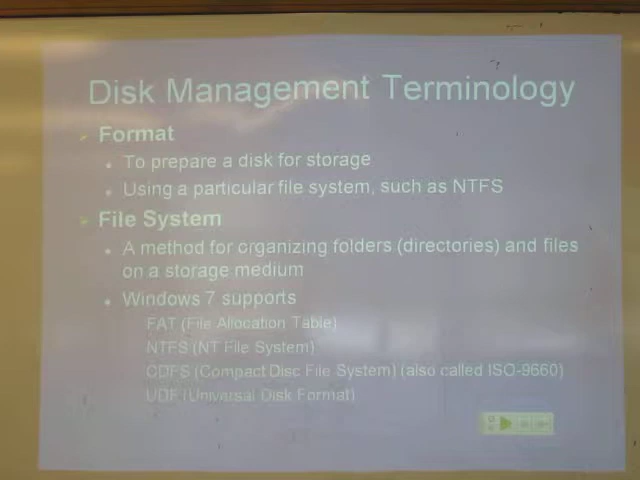 Disk Management Terminology
Format
To prepare a disk for storage
Using a particular file system, such as NTFS
File System
A method for organizing folders (directories) and files
on a storage medium
Windows 7 supports
FAT (File Allocation Table)
NTFS (NT File System)
CDFS (Compact Disc File System) (also called ISO-9660)
UDF (Universal Disk Format)